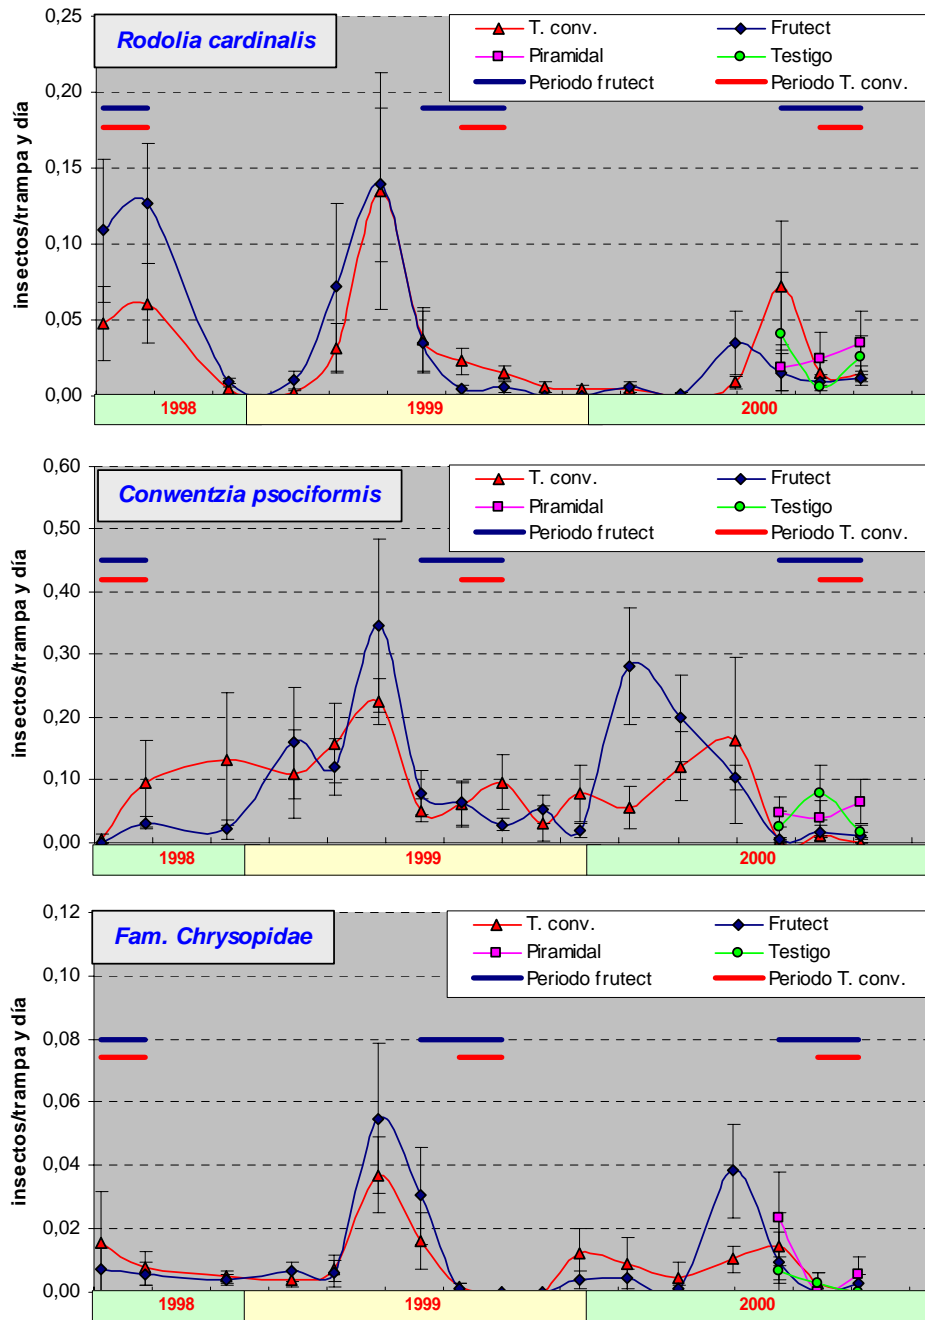 0,25
Rodolia cardinalis
T. conv.
Frutect
Piramidal
Testigo
Periodo frutect
Periodo T. conv.
0,20
0,15
0,10
0,05
0,00
insectos/trampa y día
1998
1999
2000
0,60
Conwentzia psociformis
T. conv.
Frutect
Piramidal
Testigo
Periodo frutect
Periodo T. conv.
0,50
0,40
0,30
0,20
0,10
0,00
insectos/trampa y día
1998
1999
2000
0,12
Fam. Chrysopidae
T. conv.
Frutect
Piramidal
Testigo
Periodo frutect
Periodo T. conv.
0,10
0,08
0,06
0,04
0,02
0,00
insectos/trampa y día
1998
1999
2000